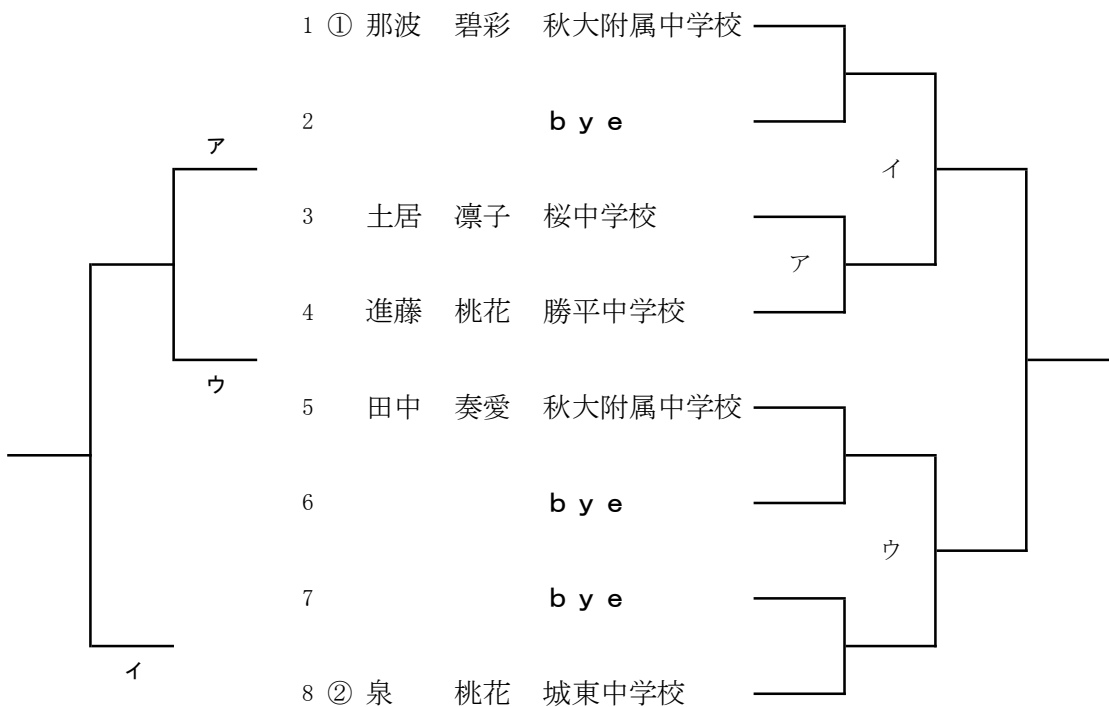 1 ① 那波 碧彩 秋大附属中学校
2 ｂｙｅ
ア
イ
3 土居 凛子 桜中学校
ア
4 進藤 桃花 勝平中学校
ウ
5 田中 奏愛 秋大附属中学校
6 ｂｙｅ
ウ
7 ｂｙｅ
イ
8 ② 泉 桃花 城東中学校